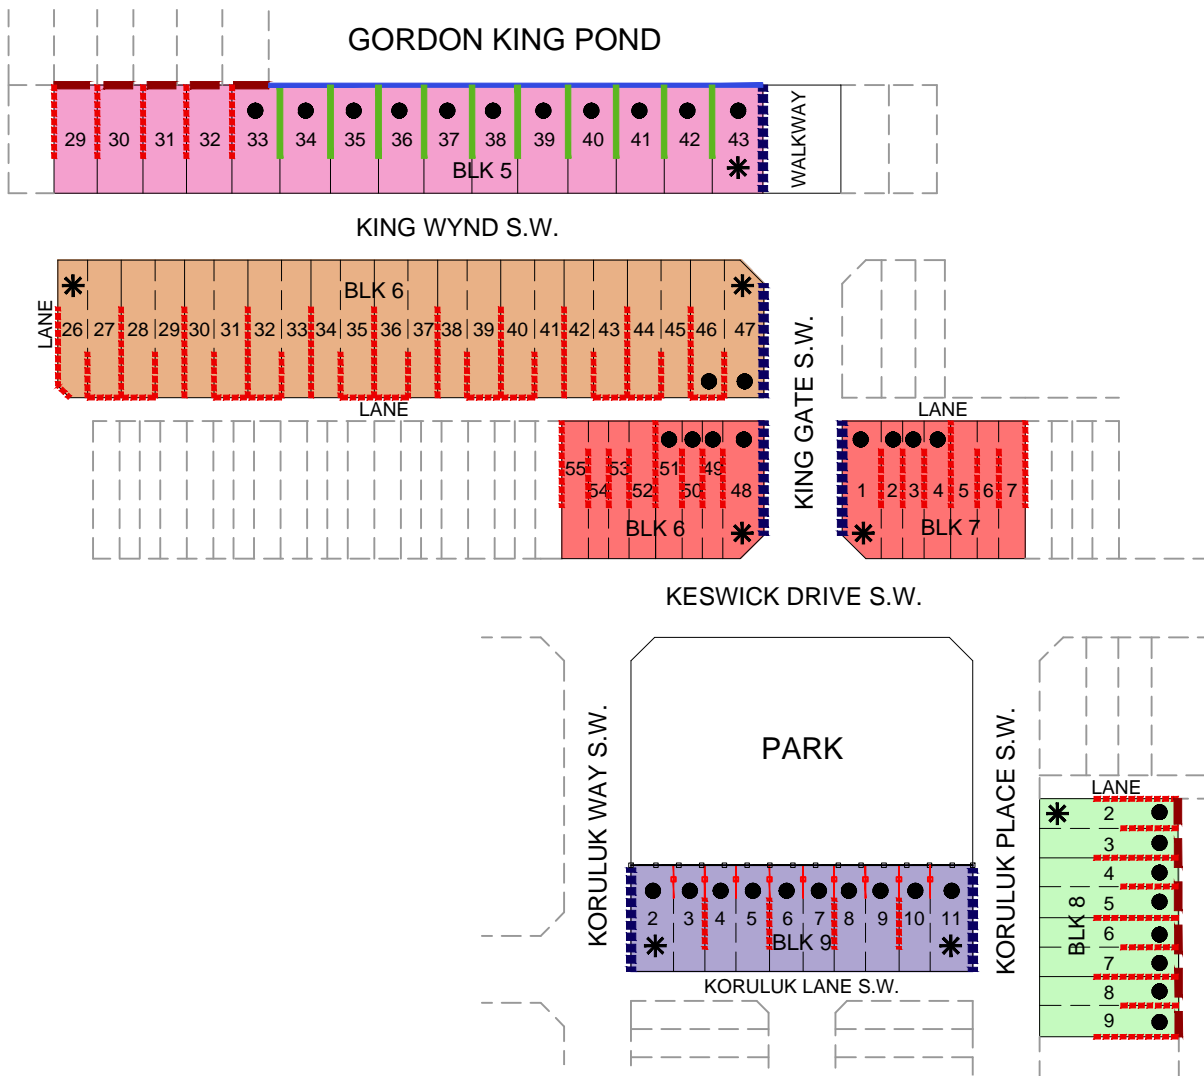 GORDON KING POND
29 30 31 32 33 34 35 36 37 38 39 40 41 42 43
BLK 5
WALKWAY
KING WYND S.W.
BLK 6
LANE
26 27 28 29 30 31 32 33 34 35 36 37 38 39 40 41 42 43 44 45 46 47
LANE
KING GATE S.W.
LANE
55 54 53 52 51 50 49 48
BLK 6
1 2 3 4 5 6 7
BLK 7
KESWICK DRIVE S.W.
KORULUK WAY S.W.
PARK
KORULUK PLACE S.W.
LANE
2
3
4
5
6
7
8
9
BLK 8
2 3 4 5 6 7 8 9 10 11
BLK 9
KORULUK LANE S.W.